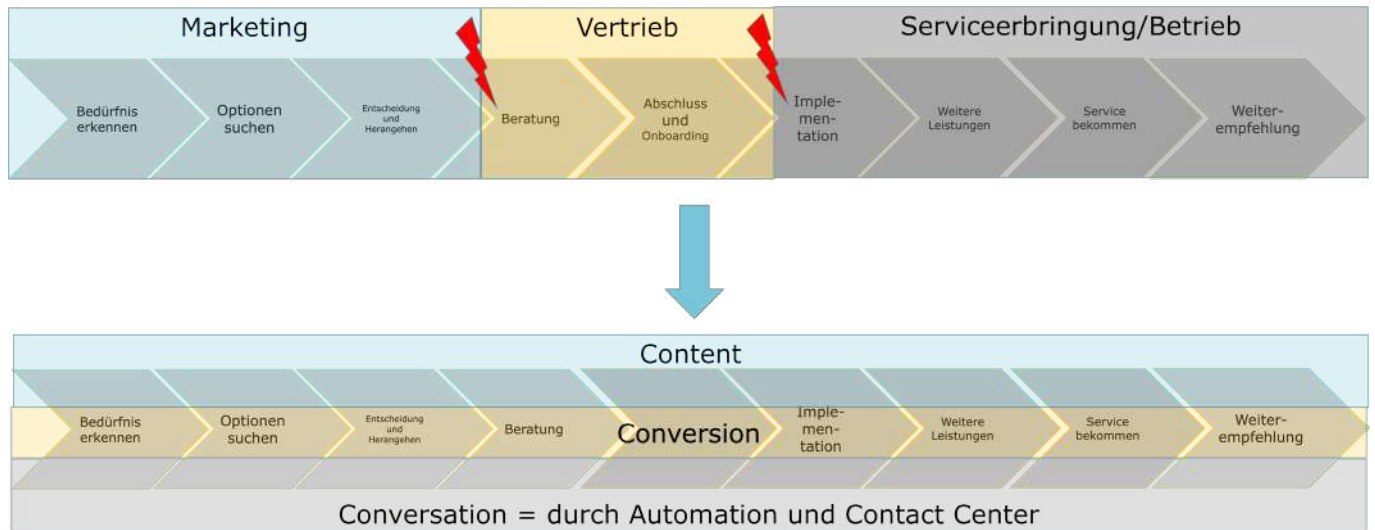 Marketing
Vertrieb
Serviceerbringung/Betrieb
Bedürfnis
erkennen
Optionen
suchen
Entscheidung
und
Herangehen
Beratung
Abschluss
und
Onboarding
Imple-
men-
tation
Weitere
Leistungen
Service
bekommen
Weiter-
empfehlung
Content
Bedürfnis
erkennen
Optionen
suchen
Entscheidung
und
Herangehen
Beratung
Conversion
Imple-
men-
tation
Weitere
Leistungen
Service
bekommen
Weiter-
empfehlung
Conversation = durch Automation und Contact Center